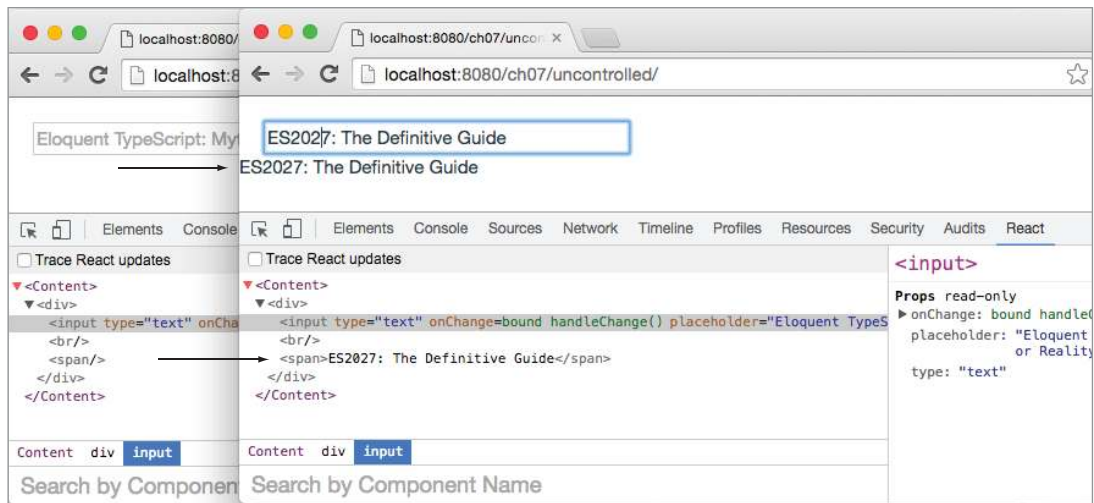 localhost:8080/
localhost:8
Eloquent TypeScript: My
Elements Console
Trace React updates
▼<Content>
▼<div>
<input type="text" onCha
<br/>
<span/>
</div>
</Content>
Content div input
Search by Componen
localhost:8080/ch07/uncon ×
localhost:8080/ch07/uncontrolled/
ES2027: The Definitive Guide
ES2027: The Definitive Guide
Elements Console Sources Network Timeline Profiles Resources Security Audits React
Trace React updates
▼<Content>
▼<div>
<input type="text" onChange=bound handleChange() placeholder="Eloquent TypeS
<br/>
<span>ES2027: The Definitive Guide</span>
</div>
</Content>
Content div input
Search by Component Name
<input>
Props read-only
▶onChange: bound handleC
placeholder: "Eloquent
or Reality
type: "text"